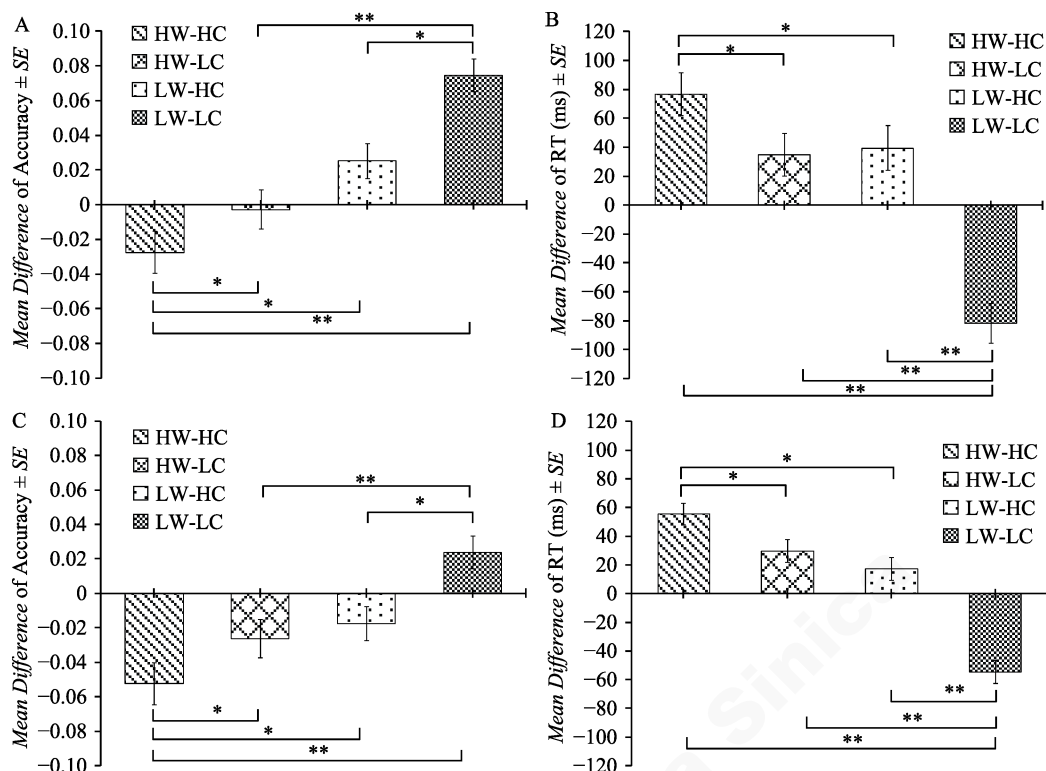 A
Mean Difference of Accuracy ± SE
0.10
0.08
0.06
0.04
0.02
0
−0.02
−0.04
−0.06
−0.08
−0.10
HW-HC
HW-LC
LW-HC
LW-LC
**
*
*
*
**
B
Mean Difference of RT (ms) ± SE
120
100
80
60
40
20
0
−20
−40
−60
−80
−100
−120
HW-HC
HW-LC
LW-HC
LW-LC
*
*
**
**
**
C
Mean Difference of Accuracy ± SE
0.10
0.08
0.06
0.04
0.02
0
−0.02
−0.04
−0.06
−0.08
0.10
HW-HC
HW-LC
LW-HC
LW-LC
**
*
*
*
**
D
Mean Difference of RT (ms) ± SE
120
100
80
60
40
20
0
−20
−40
−60
−80
−100
−120
HW-HC
HW-LC
LW-HC
LW-LC
*
*
**
**
**